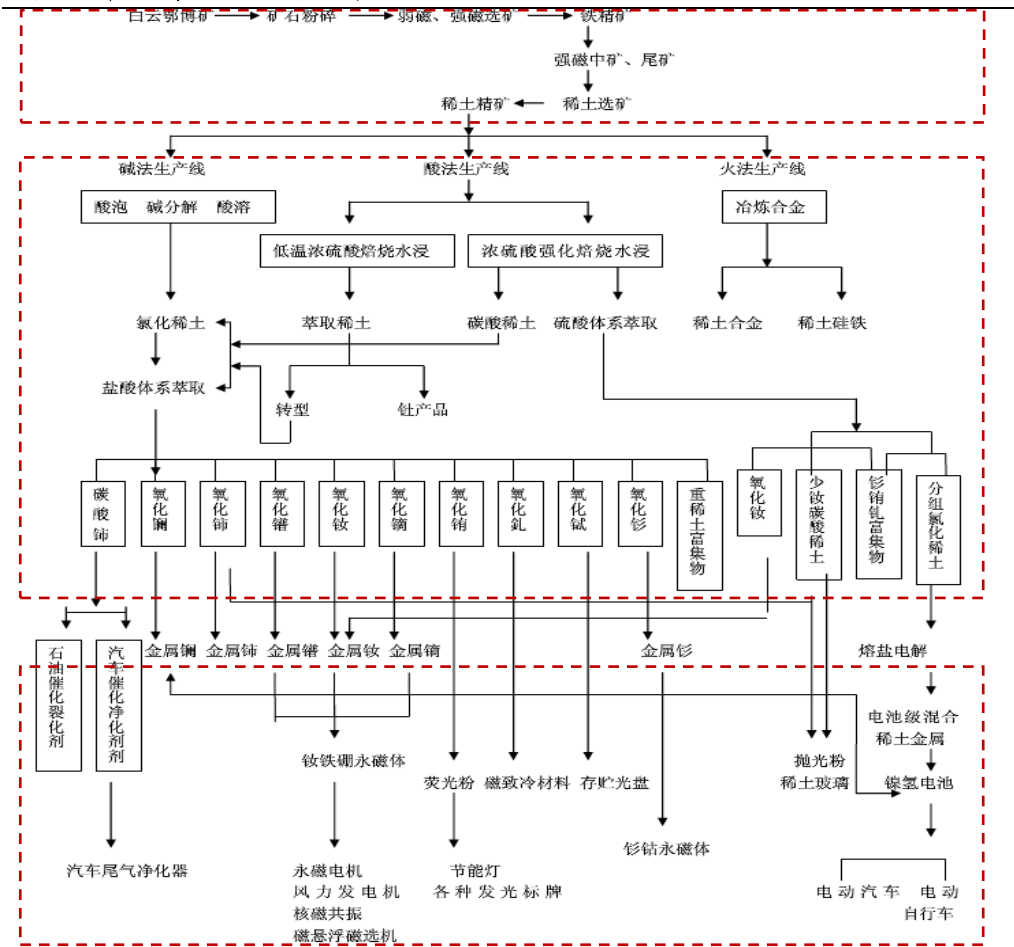 白云鄂博矿 矿石粉碎 弱磁、强磁选矿 铁精矿
强磁中矿、尾矿
稀土精矿 稀土选矿
碱法生产线 酸法生产线 火法生产线
酸泡 碱分解 酸溶 冶炼合金
低温浓硫酸焙烧水浸 浓硫酸强化焙烧水浸
氯化稀土 萃取稀土 碳酸稀土 硫酸体系萃取 稀土合金 稀土硅铁
盐酸体系萃取
转型 钍产品
碳酸铈
氧化镧
氧化铈
氧化镨
氧化钕
氧化镝
氧化铕
氧化釓
氧化铽
氧化钐
重稀土富集物
氧化钕
少钕碳酸稀土
钐铕钆富集物
分组氯化稀土
金属镧 金属铈 金属镨 金属钕 金属镝 金属钐 熔盐电解
石油催化裂化剂
汽车催化净化剂剂
电池级混合
稀土金属
钕铁硼永磁体
抛光粉
稀土玻璃
荧光粉 磁致冷材料 存贮光盘 镍氢电池
钐钴永磁体
汽车尾气净化器
永磁电机
风力发电机
核磁共振
磁悬浮磁选机
节能灯
各种发光标牌
电动汽车 电动
自行车